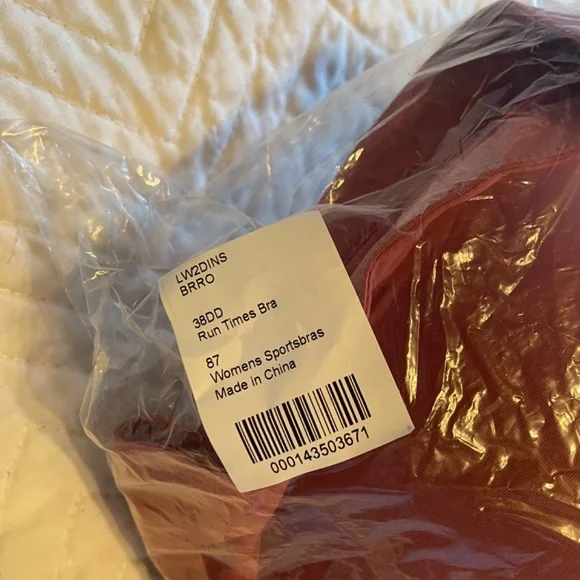 LW2DINS
BRRO
38DD
Run Times Bra
87
Womens Sportsbras
Made in China
000143503671